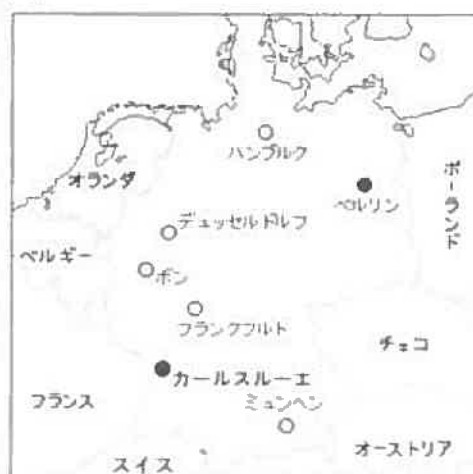 ハンブルク
オランダ
ベルリン
ポーランド
デュッセルドルフ
ベルギー
ボン
フランクフルト
チェコ
カールスルーエ
フランス
ミュンヘン
オーストリア
スイス